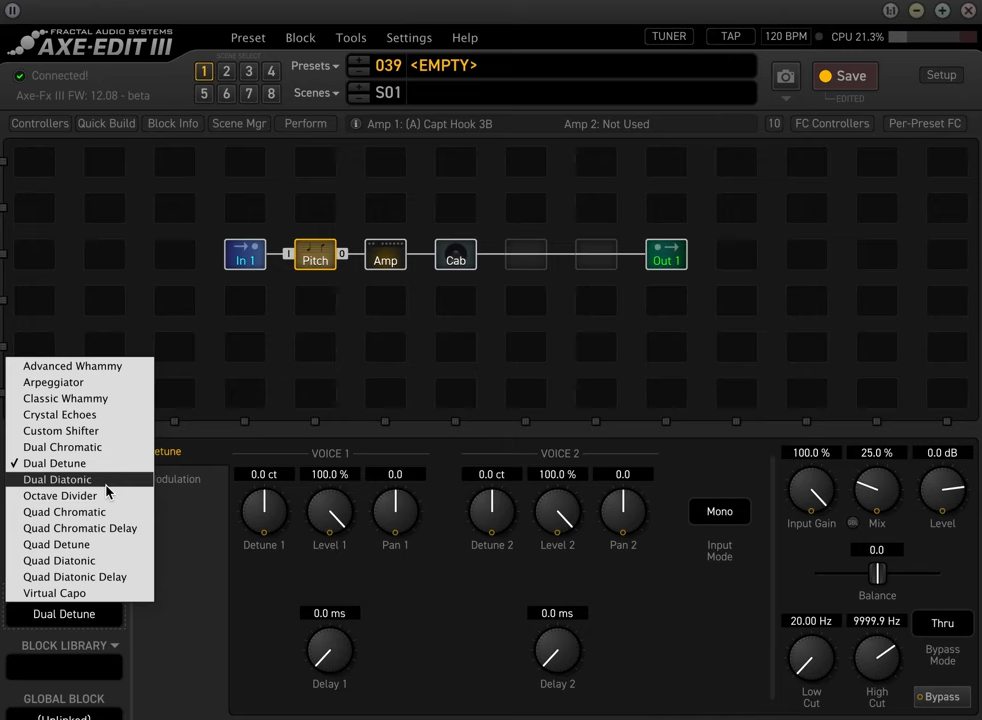 FRACTAL AUDIO SYSTEMS
AXE-EDIT III
Preset Block Tools Settings Help
TUNER TAP 120 BPM CPU 21.3%
1:1
Connected!
Axe-Fx III FW: 12.08 - beta
SCENE SELECT
1 2 3 4
5 6 7 8
Presets 039 <EMPTY>
Scenes S01
Save
EDITED
Setup
Controllers Quick Build Block Info Scene Mgr Perform
Amp 1: (A) Capt Hook 3B Amp 2: Not Used
10 FC Controllers Per-Preset FC
In 1 I Pitch O Amp Cab Out 1
Advanced Whammy
Arpeggiator
Classic Whammy
Crystal Echoes
Custom Shifter
Dual Chromatic
✓ Dual Detune
Dual Diatonic
Octave Divider
Quad Chromatic
Quad Chromatic Delay
Quad Detune
Quad Diatonic
Quad Diatonic Delay
Virtual Capo
Dual Detune
BLOCK LIBRARY
GLOBAL BLOCK
(Unlinked)
etune
odulation
VOICE 1
0.0 ct 100.0 % 0.0
Detune 1 Level 1 Pan 1
0.0 ms
Delay 1
VOICE 2
0.0 ct 100.0 % 0.0
Detune 2 Level 2 Pan 2
0.0 ms
Delay 2
Mono
Input
Mode
100.0 % 25.0 % 0.0 dB
Input Gain Mix Level
0.0
Balance
20.00 Hz 9999.9 Hz Thru
Low
Cut
High
Cut
Bypass
Mode
Bypass